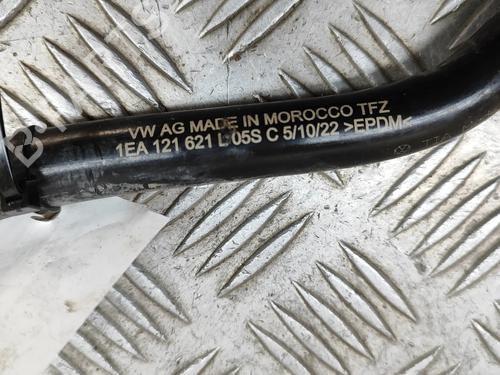 VW AG MADE IN MOROCCO TFZ
1EA 121 621 L 05S C 5/10/22 >EPDM<